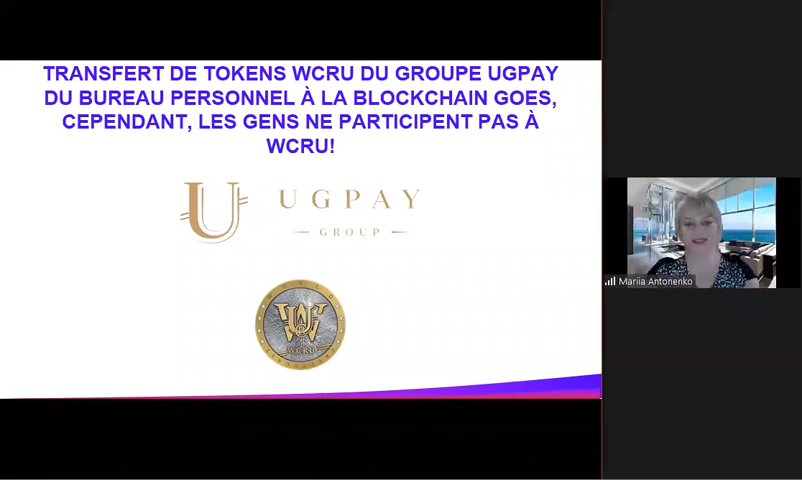 TRANSFERT DE TOKENS WCRU DU GROUPE UGPAY
DU BUREAU PERSONNEL À LA BLOCKCHAIN GOES,
CEPENDANT, LES GENS NE PARTICIPENT PAS À
WCRU!
UGPAY
GROUP
WORLD
WCRU
Mariia Antonenko